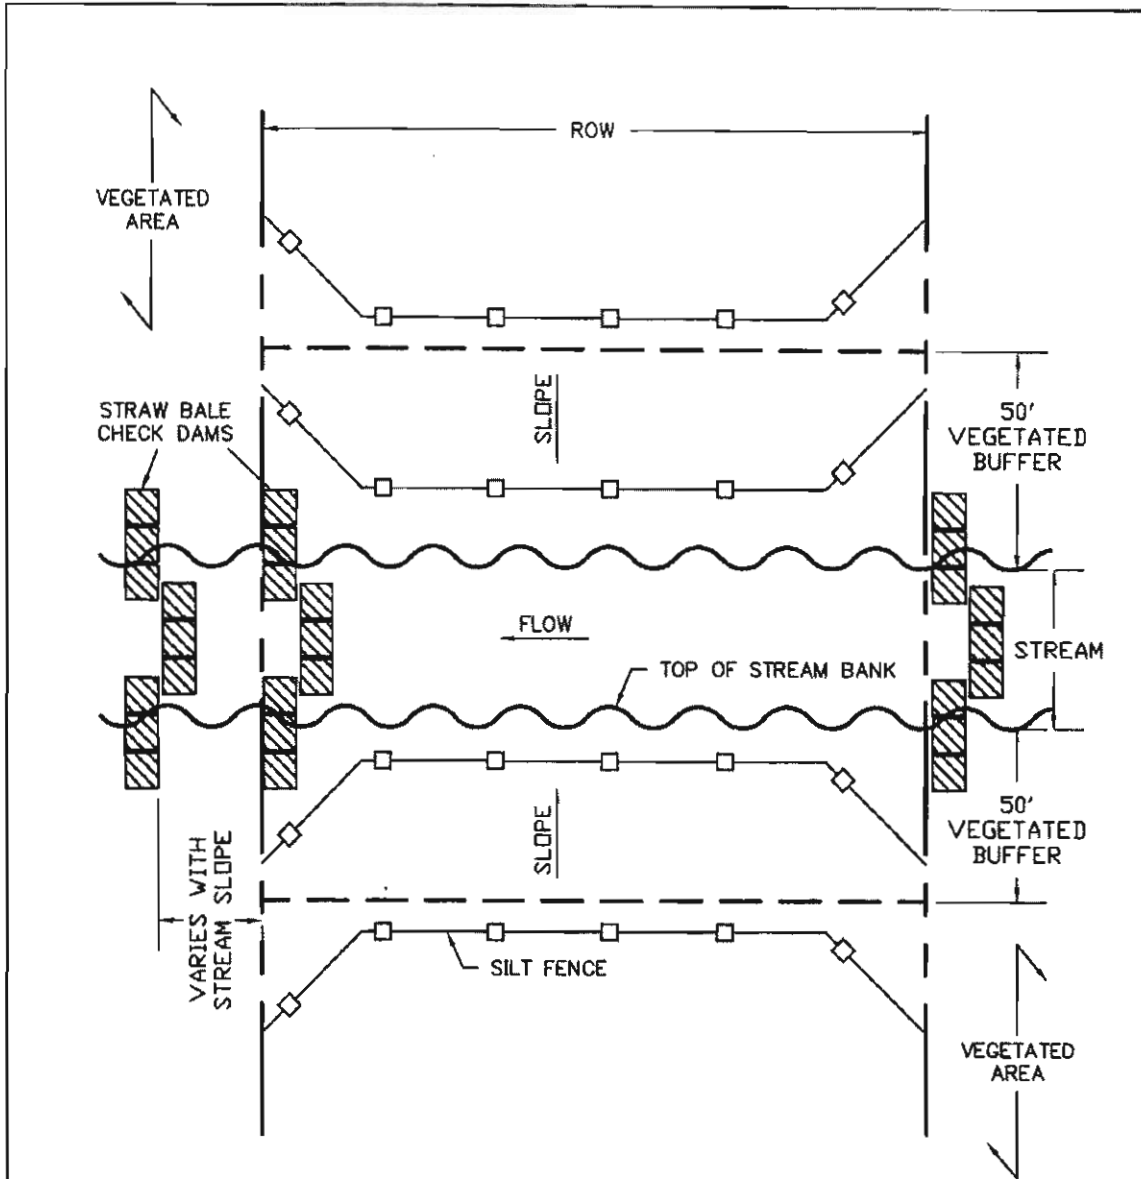 ROW
VEGETATED
AREA
STRAW BALE
CHECK DAMS
SLOPE
50'
VEGETATED
BUFFER
FLOW
STREAM
TOP OF STREAM BANK
SLOPE
50'
VEGETATED
BUFFER
VARIES WITH
STREAM SLOPE
SILT FENCE
VEGETATED
AREA